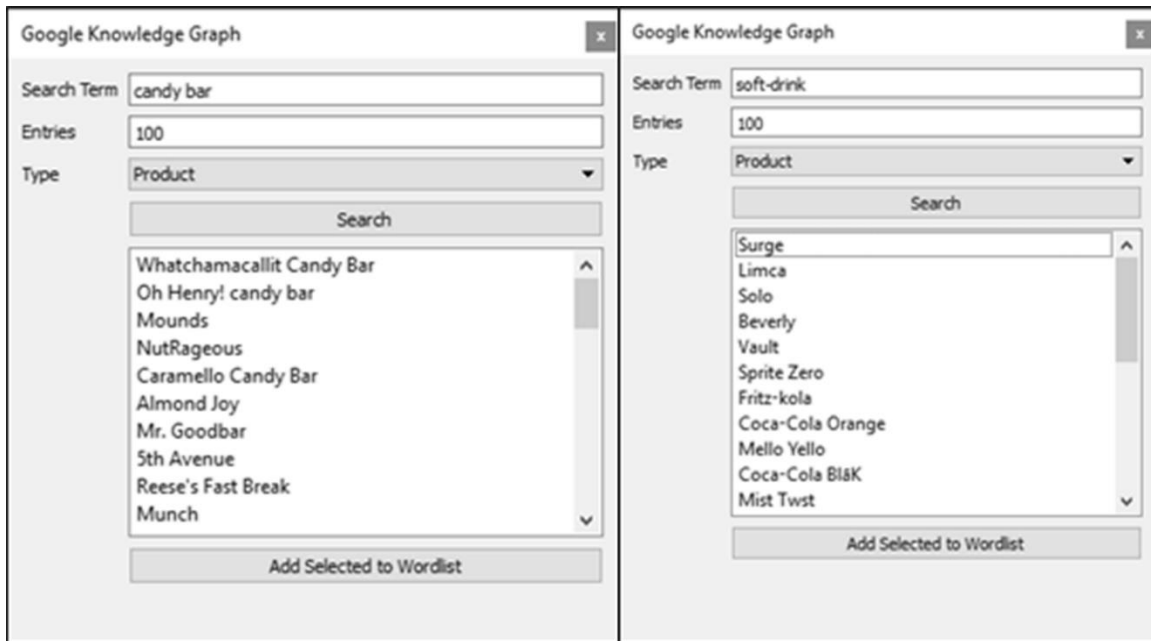 Google Knowledge Graph
x
Search Term candy bar
Entries 100
Type Product
Search
Whatchamacallit Candy Bar
Oh Henry! candy bar
Mounds
NutRageous
Caramello Candy Bar
Almond Joy
Mr. Goodbar
5th Avenue
Reese's Fast Break
Munch
Add Selected to Wordlist
Google Knowledge Graph
x
Search Term soft-drink
Entries 100
Type Product
Search
Surge
Limca
Solo
Beverly
Vault
Sprite Zero
Fritz-kola
Coca-Cola Orange
Mello Yello
Coca-Cola BlāK
Mist Twst
Add Selected to Wordlist